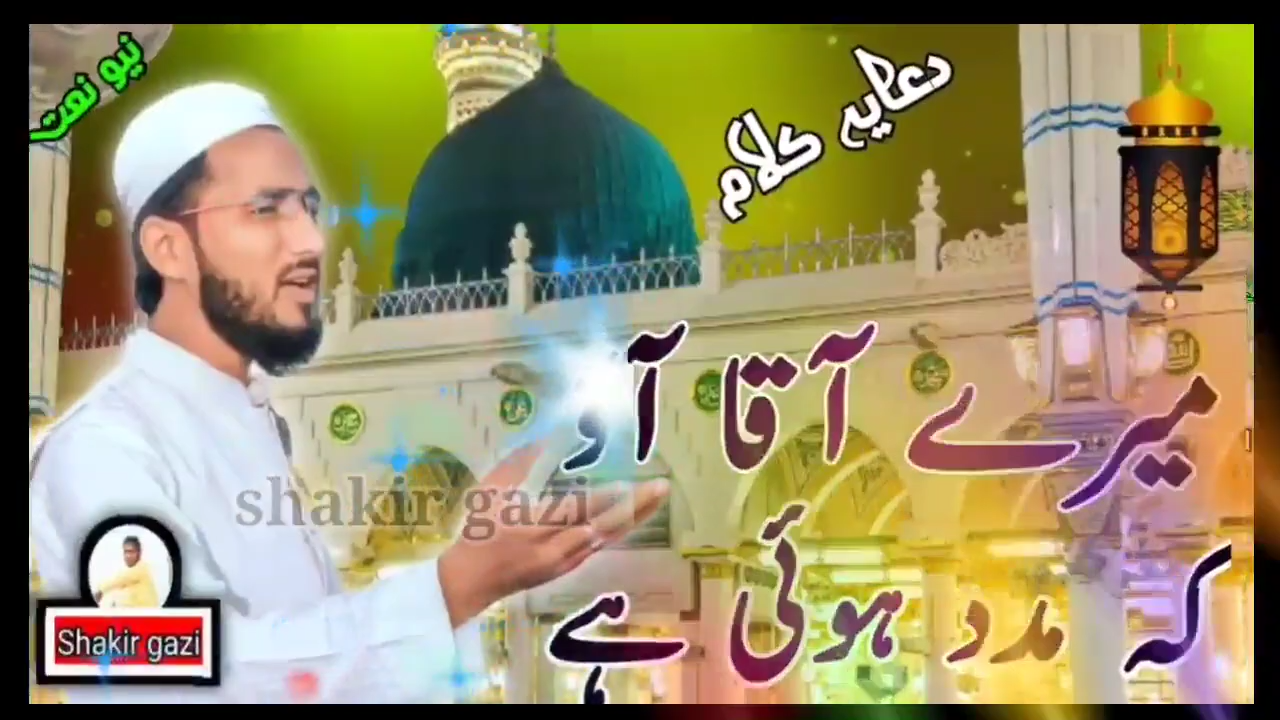 نیو نعت
دعایہ کلام
میرے آقا آو
کہ مدد ہوئی ہے
shakir gazi
Shakir gazi